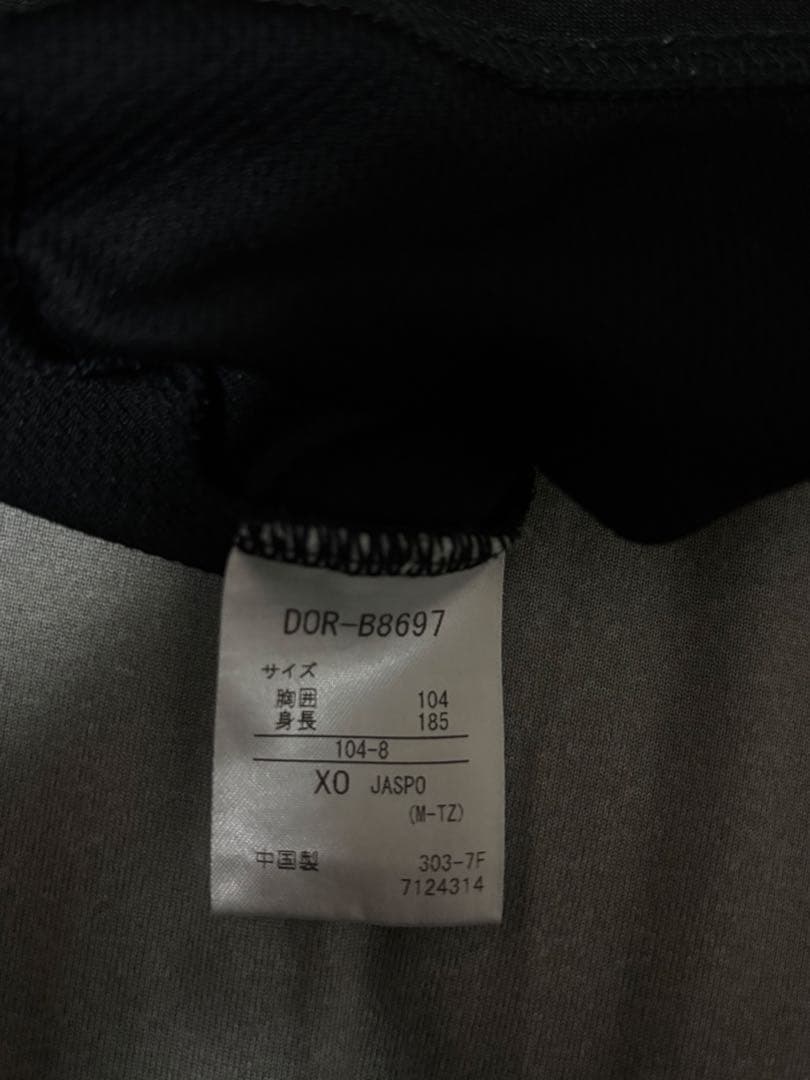 DOR-B8697
サイズ
胸囲 104
身長 185
104-8
XO JASPO
(M-TZ)
中国製 303-7F
7124314